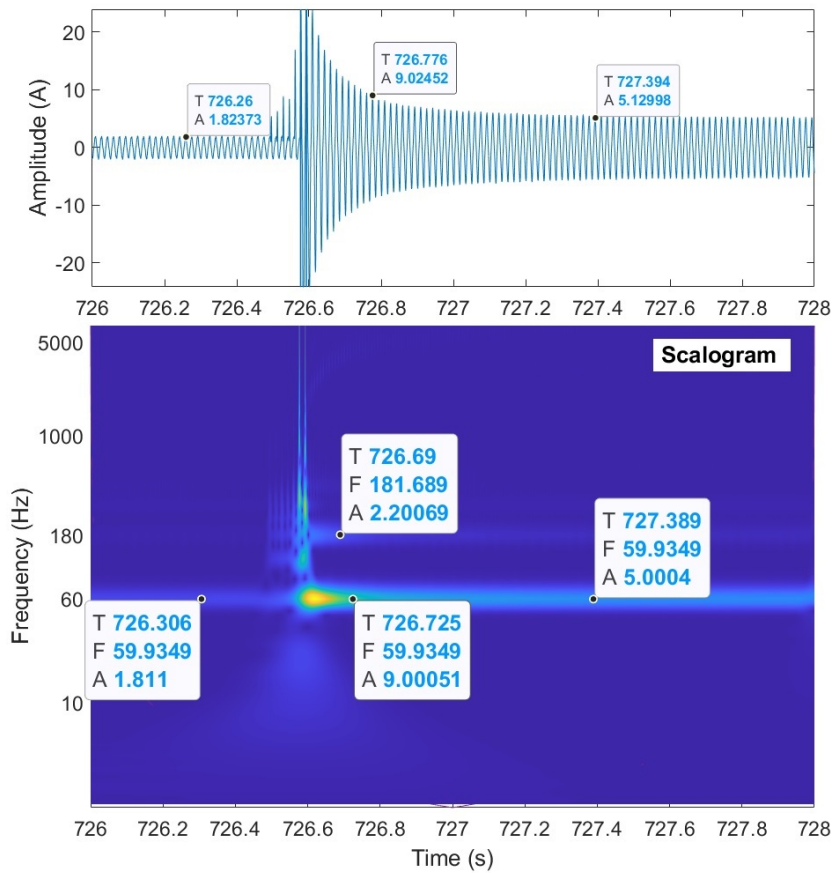 20
10
0
-10
-20
Amplitude (A)
T 726.26
A 1.82373
T 726.776
A 9.02452
T 727.394
A 5.12998
726 726.2 726.4 726.6 726.8 727 727.2 727.4 727.6 727.8 728
Scalogram
5000
1000
180
60
10
Frequency (Hz)
T 726.69
F 181.689
A 2.20069
T 727.389
F 59.9349
A 5.0004
T 726.306
F 59.9349
A 1.811
T 726.725
F 59.9349
A 9.00051
726 726.2 726.4 726.6 726.8 727 727.2 727.4 727.6 727.8 728
Time (s)